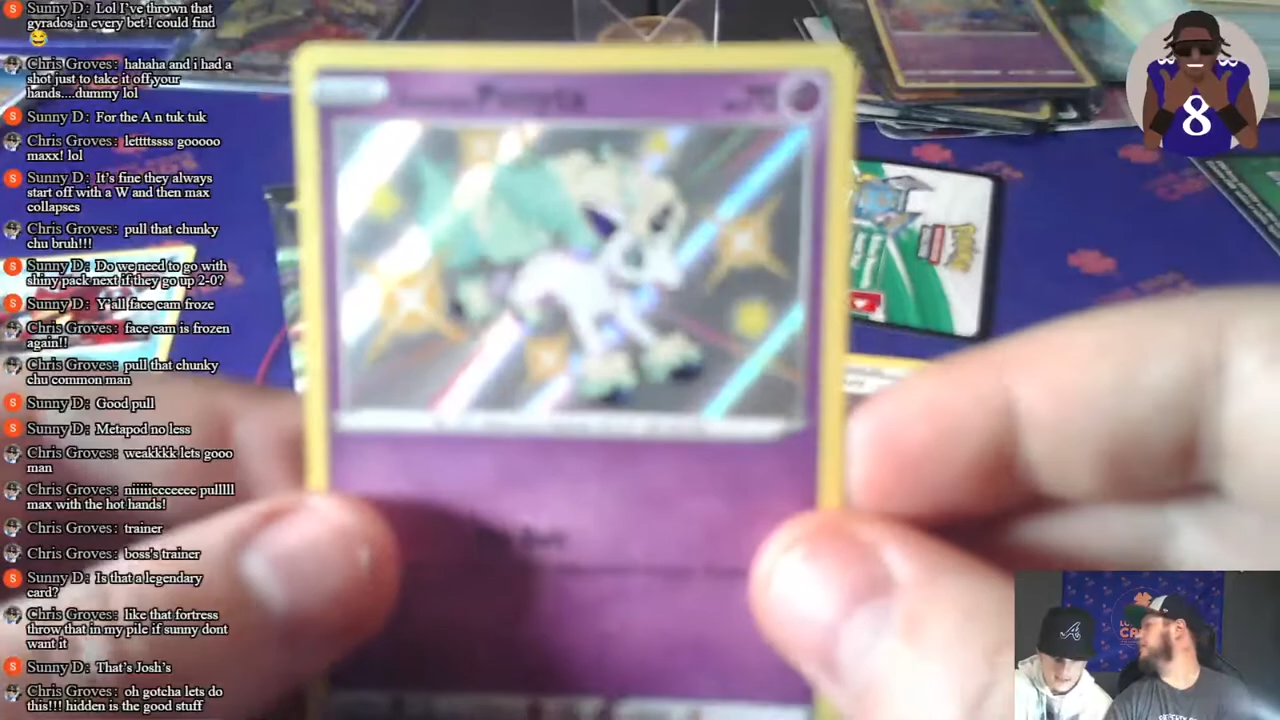 Sunny D: Lol I've thrown that
gyrados in every bet I could find
😂
Chris Groves: hahaha and i had a
shot just to take it off your
hands....dummy lol
Sunny D: For the A n tuk tuk
Chris Groves: lettttssss gooooo
maxx! lol
Sunny D: It's fine they always
start off with a W and then max
collapses
Chris Groves: pull that chunky
chu bruh!!!
Sunny D: Do we need to go with
shiny pack next if they go up 2-0?
Sunny D: Y'all face cam froze
Chris Groves: face cam is frozen
again!!
Chris Groves: pull that chunky
chu common man
Sunny D: Good pull
Sunny D: Metapod no less
Chris Groves: weakkkk lets gooo
man
Chris Groves: niiiiicceeeee pulllll
max with the hot hands!
Chris Groves: trainer
Chris Groves: boss's trainer
Sunny D: Is that a legendary
card?
Chris Groves: like that fortress
throw that in my pile if sunny dont
want it
Sunny D: That's Josh's
Chris Groves: oh gotcha lets do
this!!! hidden is the good stuff
Ponyta
70
8